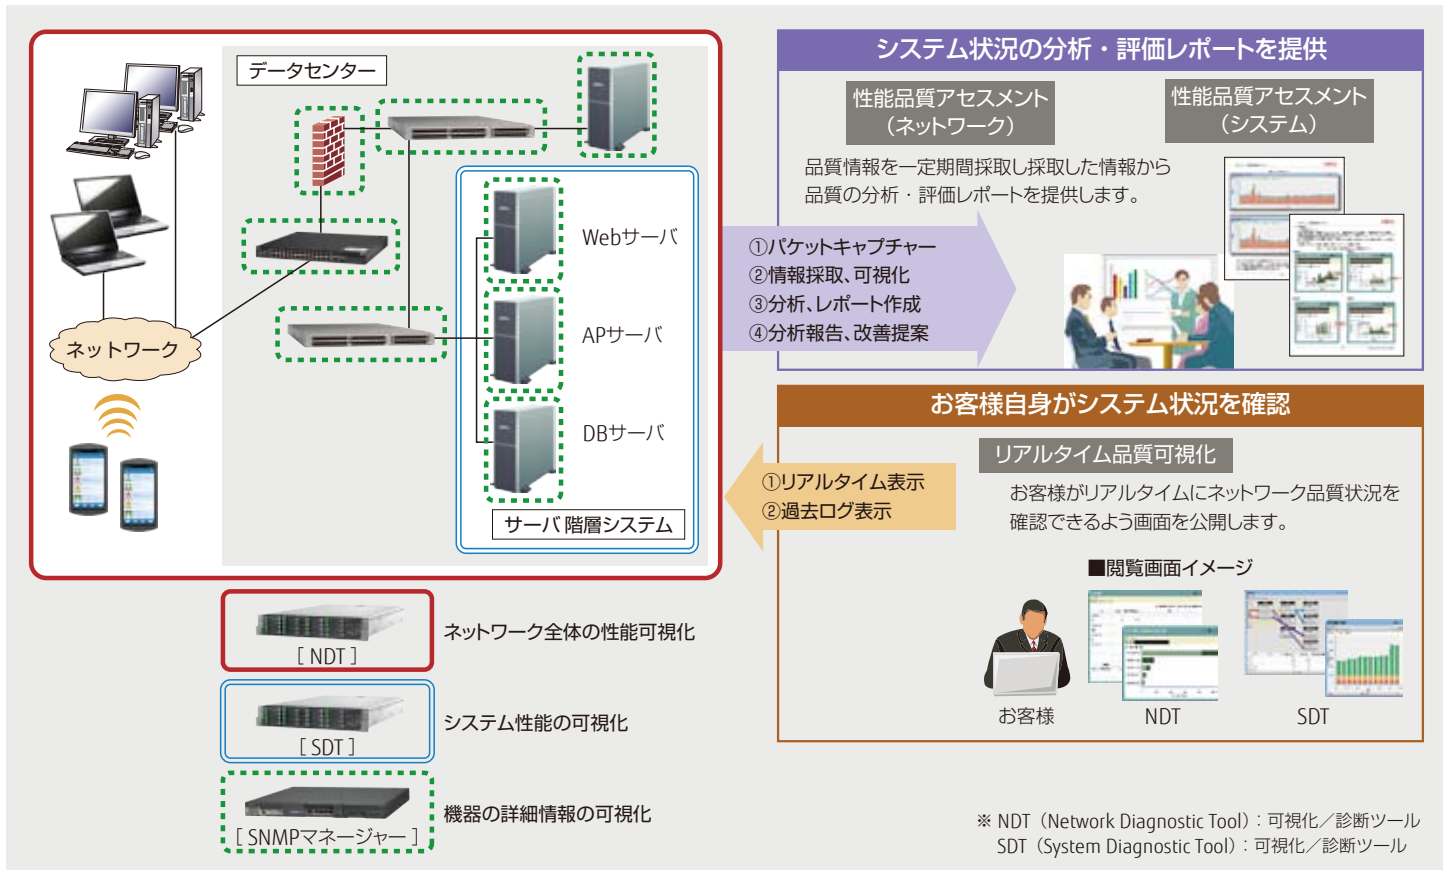 データセンター
Webサーバ
APサーバ
DBサーバ
サーバ階層システム
ネットワーク
[ NDT ]
ネットワーク全体の性能可視化
[ SDT ]
システム性能の可視化
[ SNMPマネージャー ]
機器の詳細情報の可視化
システム状況の分析・評価レポートを提供
性能品質アセスメント
（ネットワーク）
性能品質アセスメント
（システム）
品質情報を一定期間採取し採取した情報から
品質の分析・評価レポートを提供します。
①パケットキャプチャー
②情報採取、可視化
③分析、レポート作成
④分析報告、改善提案
お客様自身がシステム状況を確認
リアルタイム品質可視化
①リアルタイム表示
②過去ログ表示
お客様がリアルタイムにネットワーク品質状況を
確認できるよう画面を公開します。
■閲覧画面イメージ
お客様
NDT
SDT
※ NDT（Network Diagnostic Tool）：可視化／診断ツール
SDT（System Diagnostic Tool）：可視化／診断ツール